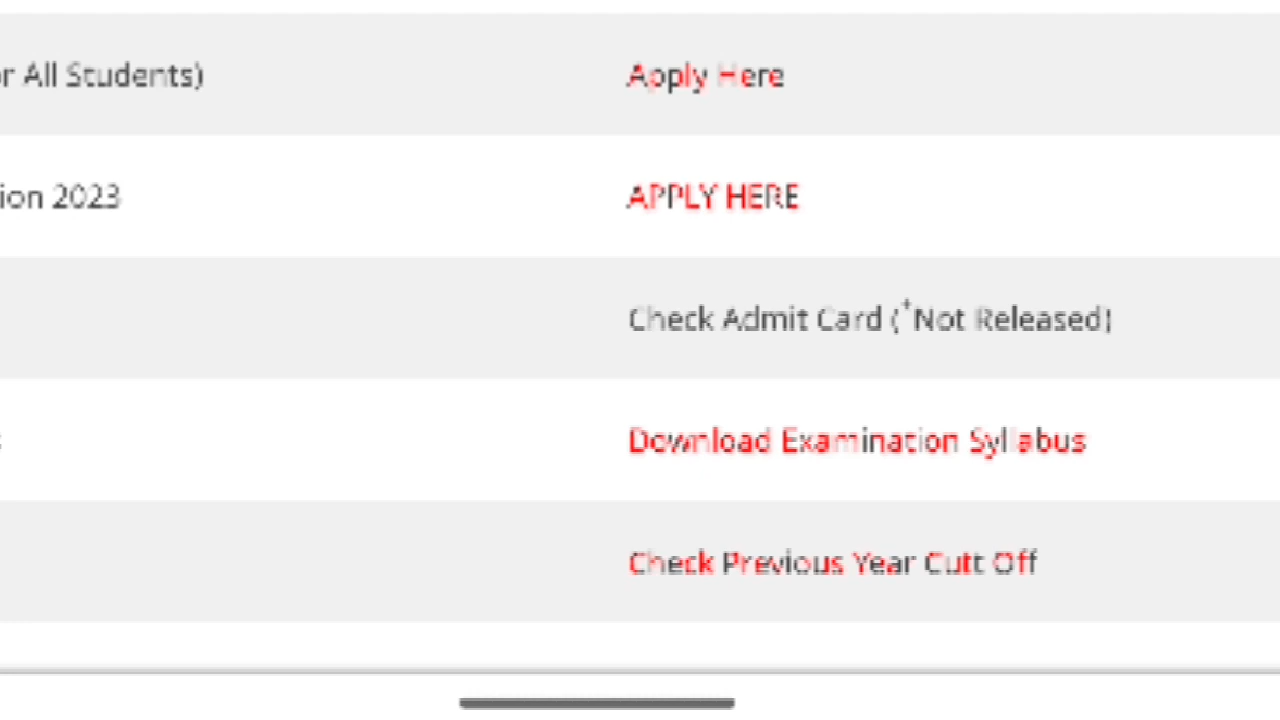 or All Students) Apply Here
ion 2023 APPLY HERE
Check Admit Card (*Not Released)
Download Examination Syllabus
Check Previous Year Cutt Off